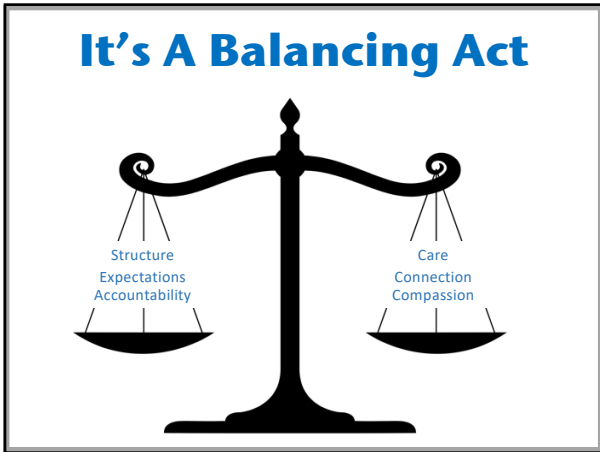 It's A Balancing Act
Structure
Expectations
Accountability
Care
Connection
Compassion